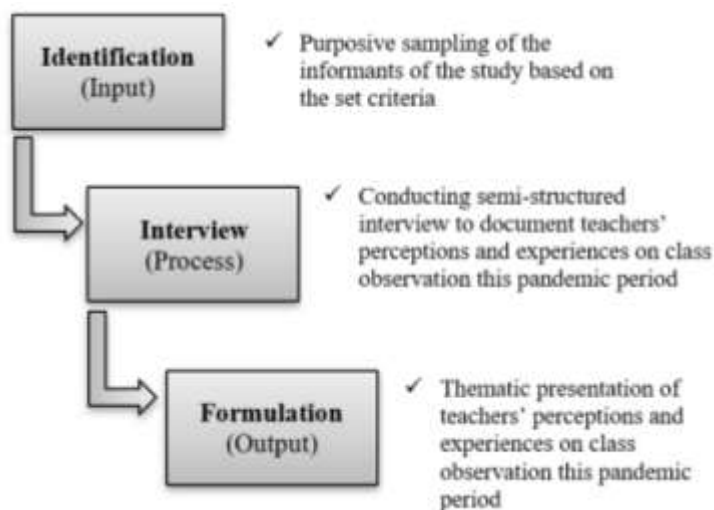 Identification
(Input)
✓ Purposive sampling of the
informants of the study based on
the set criteria
Interview
(Process)
✓ Conducting semi-structured
interview to document teachers'
perceptions and experiences on class
observation this pandemic period
Formulation
(Output)
✓ Thematic presentation of
teachers' perceptions and
experiences on class
observation this pandemic
period